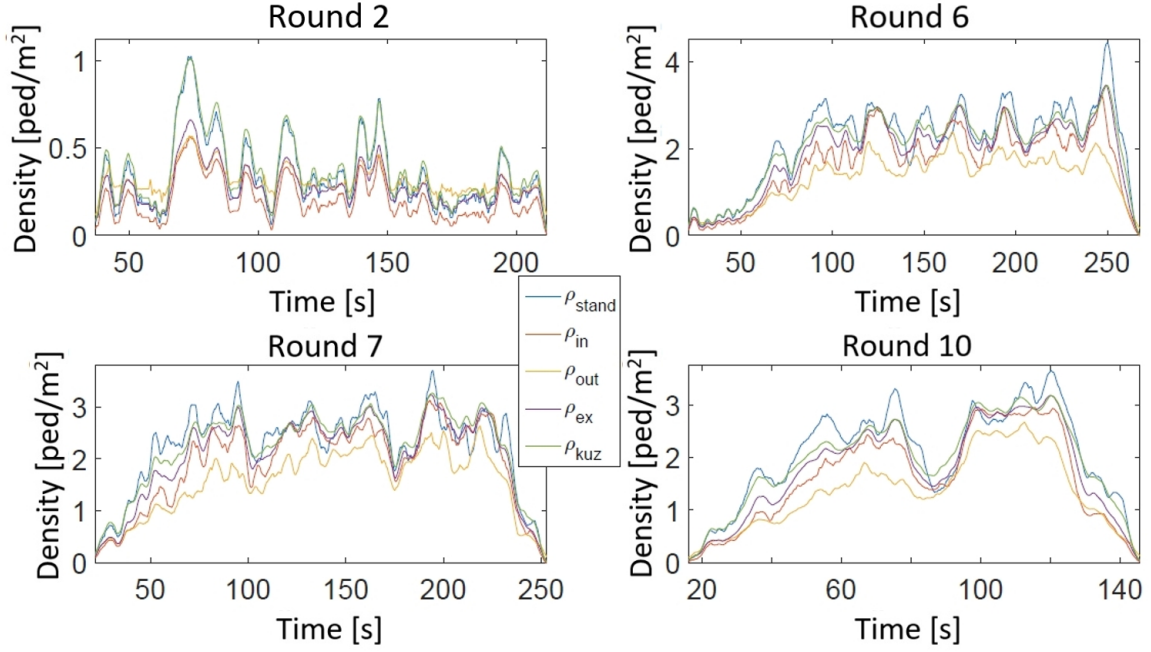 Round 2
Density [ped/m²]
1
0.5
0
50 100 150 200
Time [s]
Round 6
Density [ped/m²]
4
2
0
50 100 150 200 250
Time [s]
ρstand
ρin
ρout
ρex
ρkuz
Round 7
Density [ped/m²]
3
2
1
0
50 100 150 200 250
Time [s]
Round 10
Density [ped/m²]
3
2
1
0
20 60 100 140
Time [s]